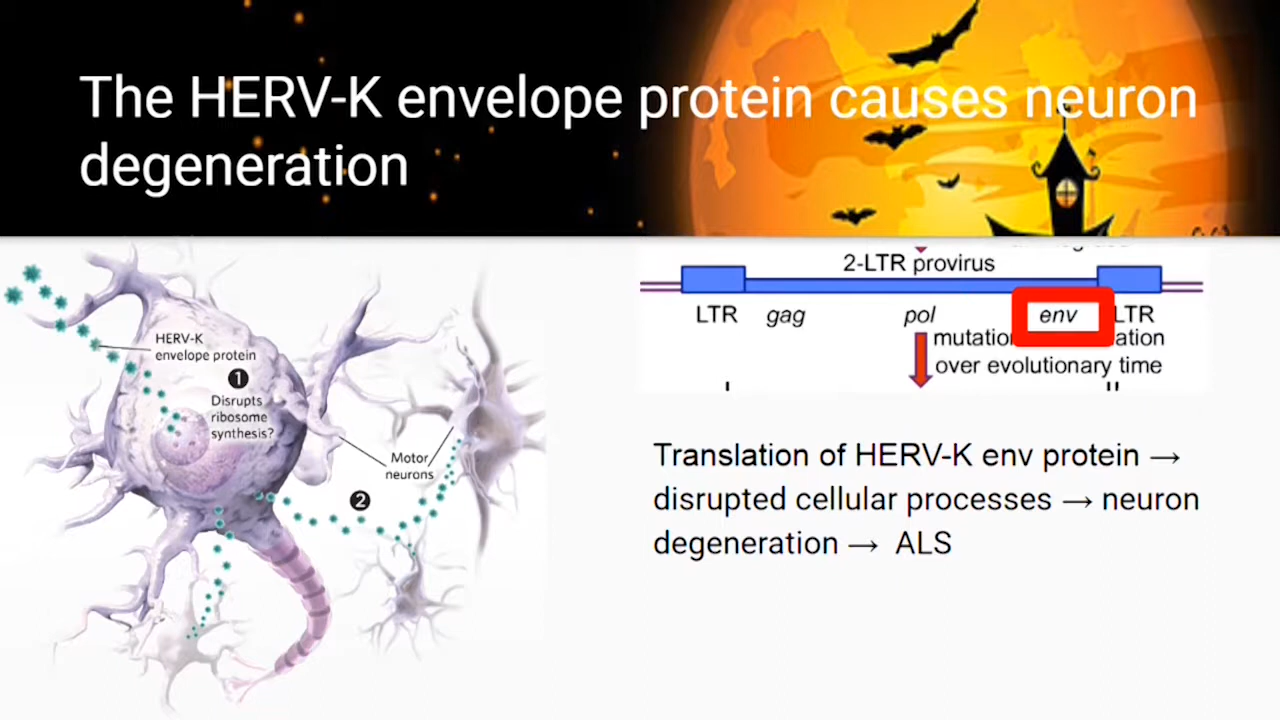 The HERV-K envelope protein causes neuron
degeneration
HERV-K
envelope protein
1
Disrupts
ribosome
synthesis?
Motor
neurons
2
2-LTR provirus
LTR gag pol env LTR
over evolutionary time
Translation of HERV-K env protein →
disrupted cellular processes → neuron
degeneration → ALS